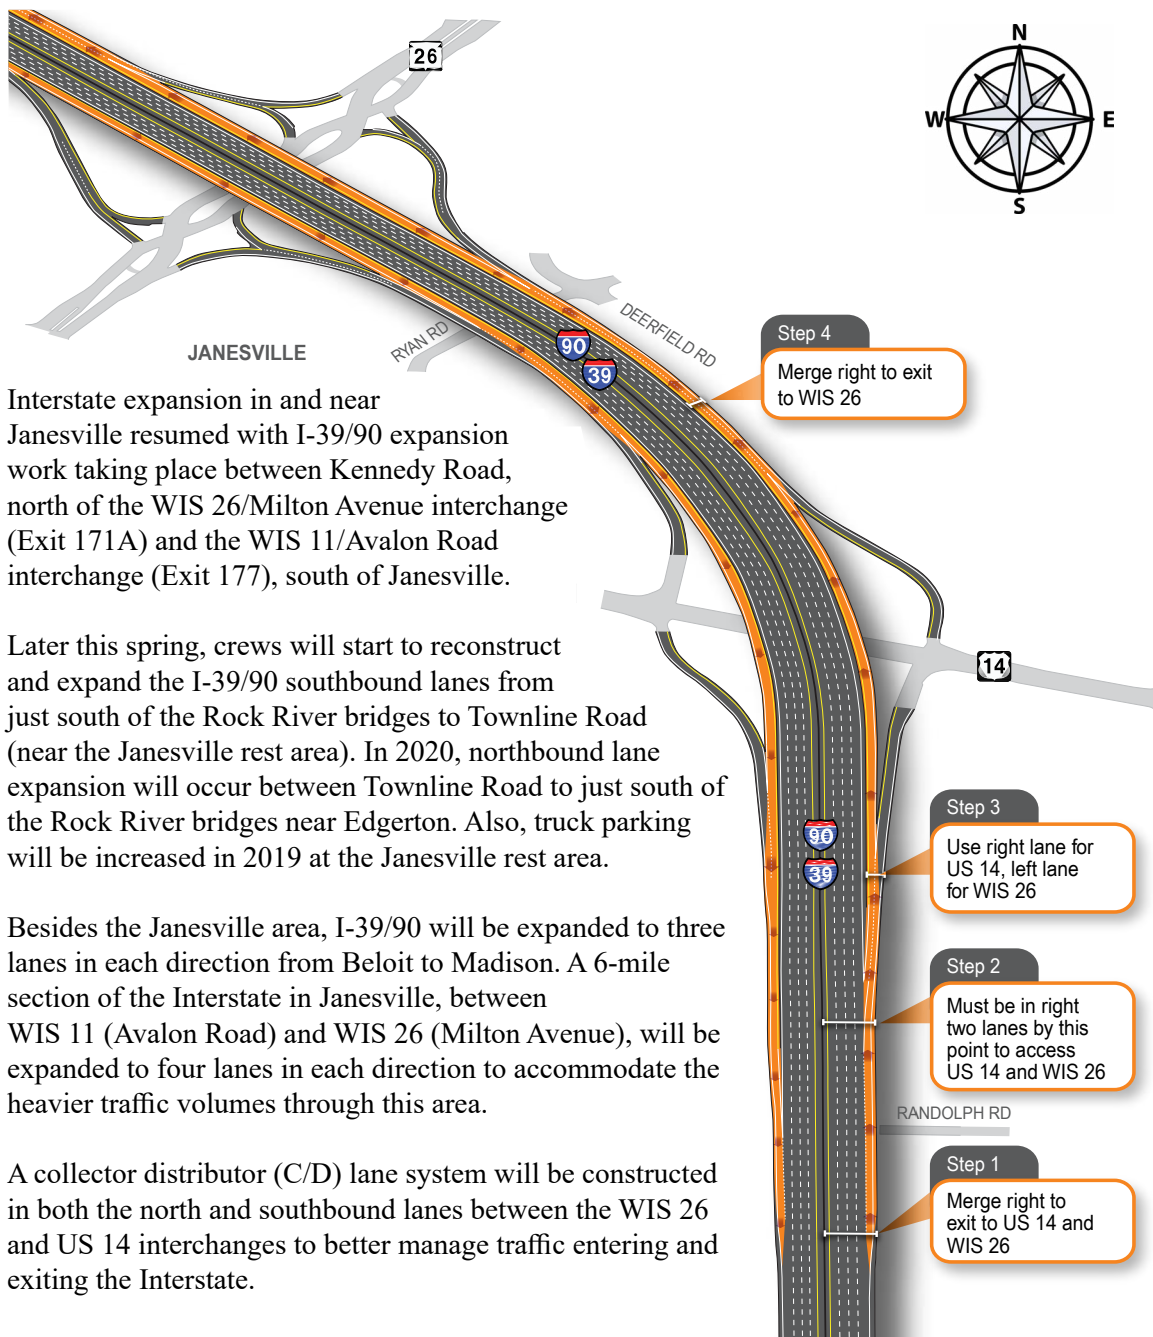 N
26
W
E
S
DEERFIELD RD
Step 4
RYAN RD
90
JANESVILLE
39
Merge right to exit
to WIS 26
Interstate expansion in and near
Janesville resumed with I-39/90 expansion
work taking place between Kennedy Road,
north of the WIS 26/Milton Avenue interchange
(Exit 171A) and the WIS 11/Avalon Road
interchange (Exit 177), south of Janesville.
Later this spring, crews will start to reconstruct
and expand the I-39/90 southbound lanes from
just south of the Rock River bridges to Townline Road
(near the Janesville rest area). In 2020, northbound lane
expansion will occur between Townline Road to just south of
the Rock River bridges near Edgerton. Also, truck parking
will be increased in 2019 at the Janesville rest area.
Besides the Janesville area, I-39/90 will be expanded to three
lanes in each direction from Beloit to Madison. A 6-mile
section of the Interstate in Janesville, between
WIS 11 (Avalon Road) and WIS 26 (Milton Avenue), will be
expanded to four lanes in each direction to accommodate the
heavier traffic volumes through this area.
A collector distributor (C/D) lane system will be constructed
in both the north and southbound lanes between the WIS 26
and US 14 interchanges to better manage traffic entering and
exiting the Interstate.
14
90
39
Step 3
Use right lane for
US 14, left lane
for WIS 26
Step 2
Must be in right
two lanes by this
point to access
US 14 and WIS 26
RANDOLPH RD
Step 1
Merge right to
exit to US 14 and
WIS 26